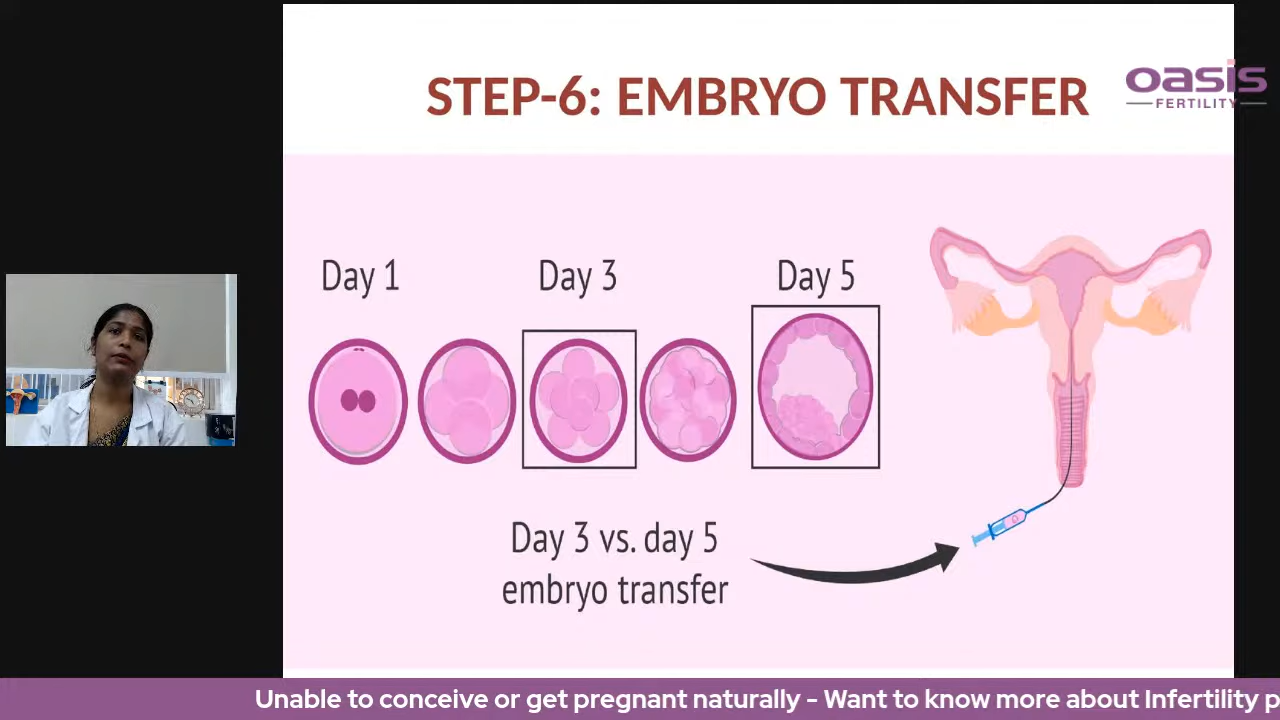 STEP-6: EMBRYO TRANSFER
oasis
FERTILITY
Day 1
Day 3
Day 5
Day 3 vs. day 5
embryo transfer
Unable to conceive or get pregnant naturally - Want to know more about Infertility p